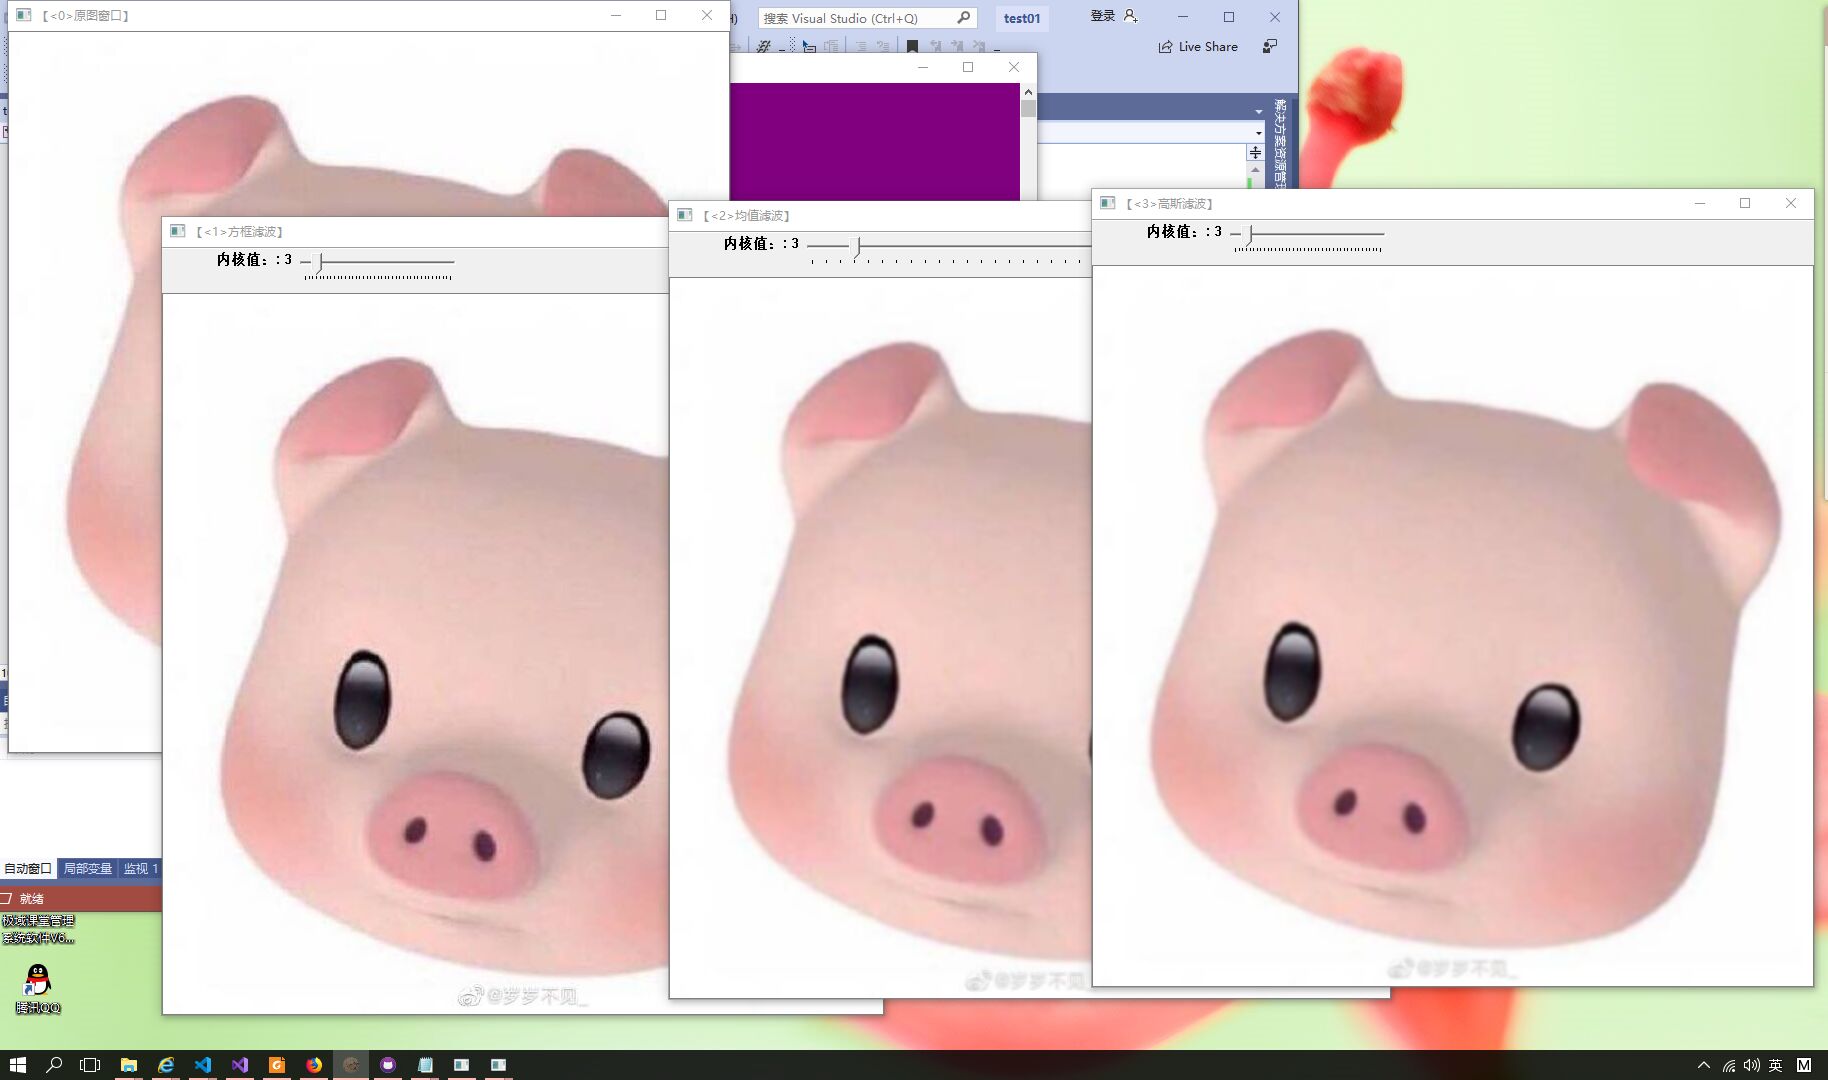 【<0>原图窗口】
搜索 Visual Studio (Ctrl+Q)
test01
登录
Live Share
解决方案资源管理
【<1>方框滤波】
内核值：: 3
【<2>均值滤波】
内核值：: 3
【<3>高斯滤波】
内核值：: 3
@岁岁不见_
@岁岁不见_
@岁岁不见_
自动窗口
局部变量
监视 1
就绪
极域课堂管理
系统软件V6...
腾讯QQ
英
M